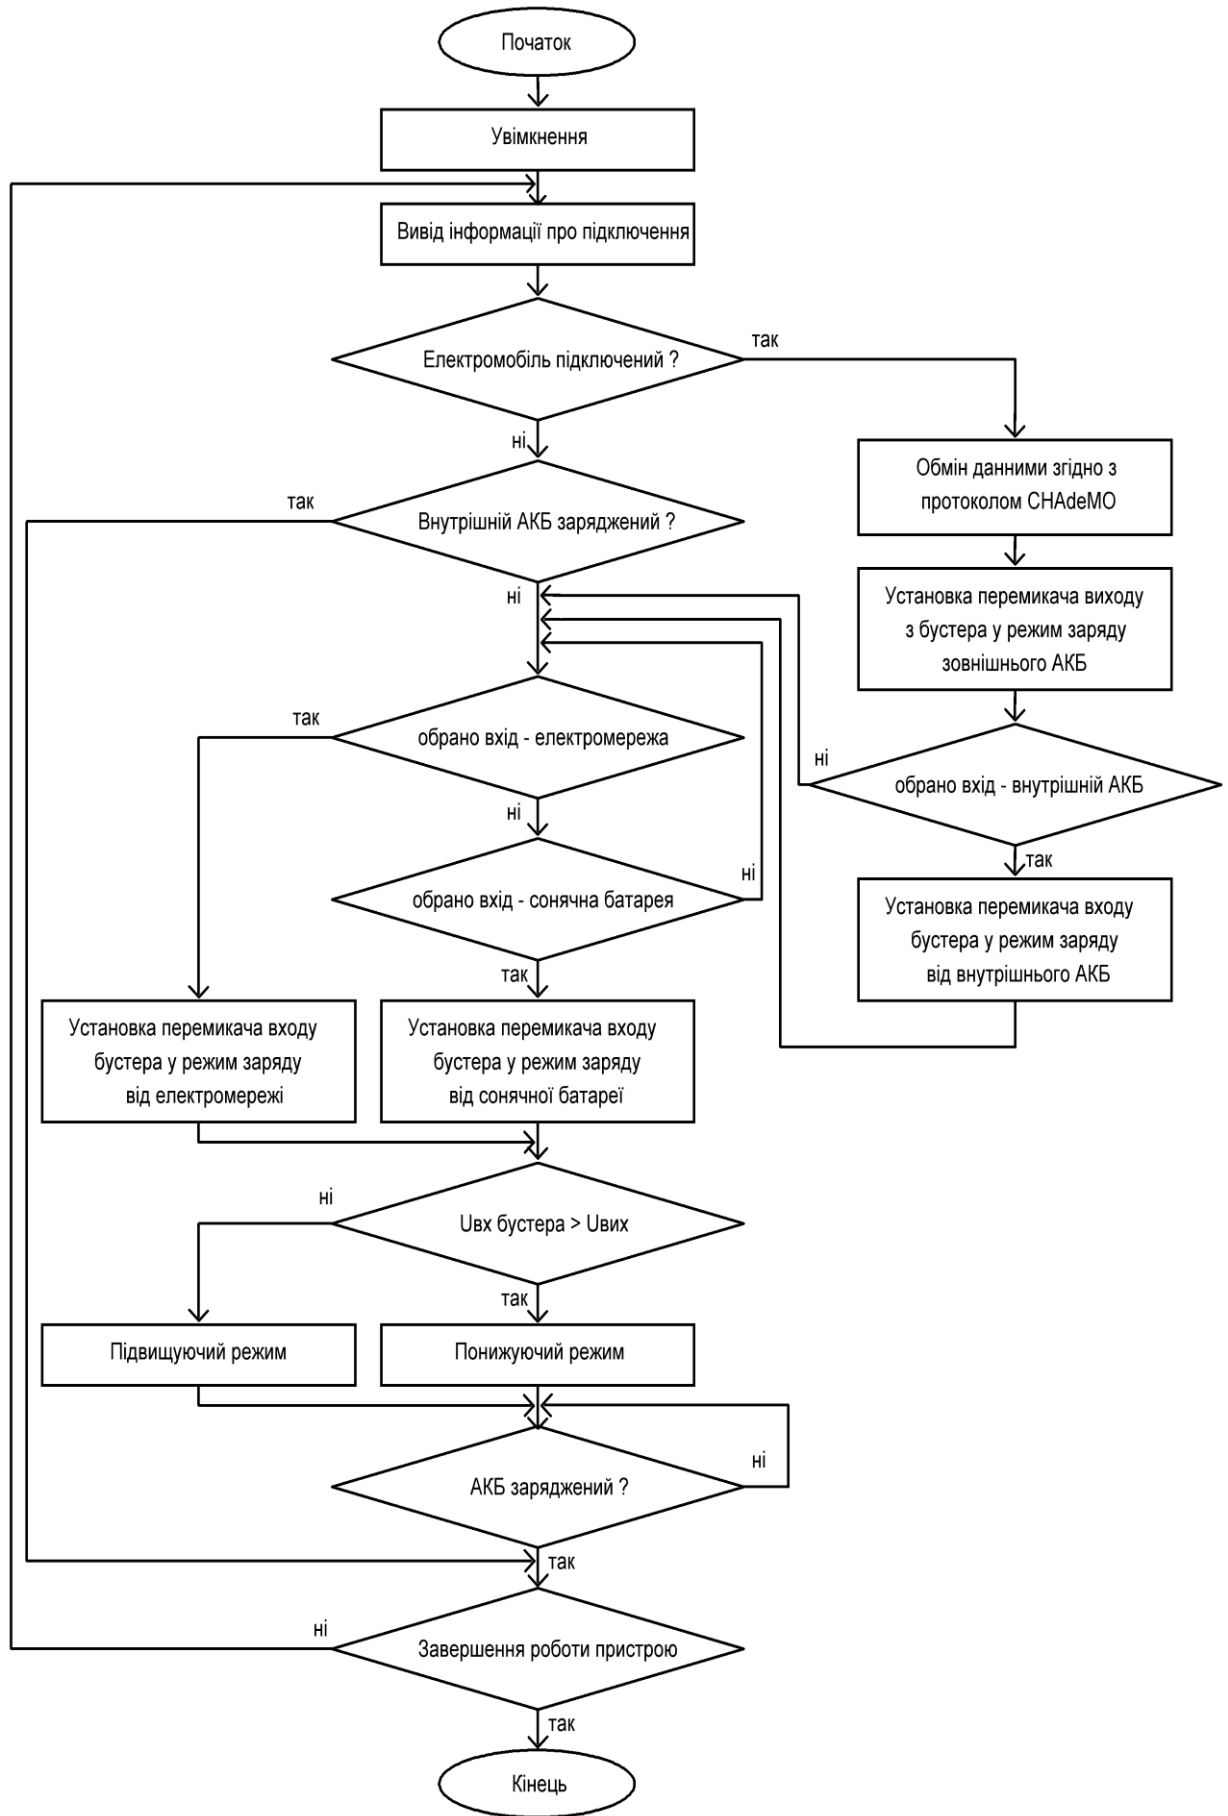 Початок
Увімкнення
Вивід інформації про підключення
Електромобіль підключений ?
так
ні
Обмін данними згідно з
протоколом CHAdeMO
Внутрішній АКБ заряджений ?
так
ні
Установка перемикача виходу
з бустера у режим заряду
зовнішнього АКБ
обрано вхід - електромережа
так
ні
обрано вхід - внутрішній АКБ
ні
так
обрано вхід - сонячна батарея
ні
так
Установка перемикача входу
бустера у режим заряду
від внутрішнього АКБ
Установка перемикача входу
бустера у режим заряду
від електромережі
Установка перемикача входу
бустера у режим заряду
від сонячної батареї
Uвх бустера > Uвих
ні
так
Підвищуючий режим
Понижуючий режим
АКБ заряджений ?
ні
так
Завершення роботи пристрою
ні
так
Кінець